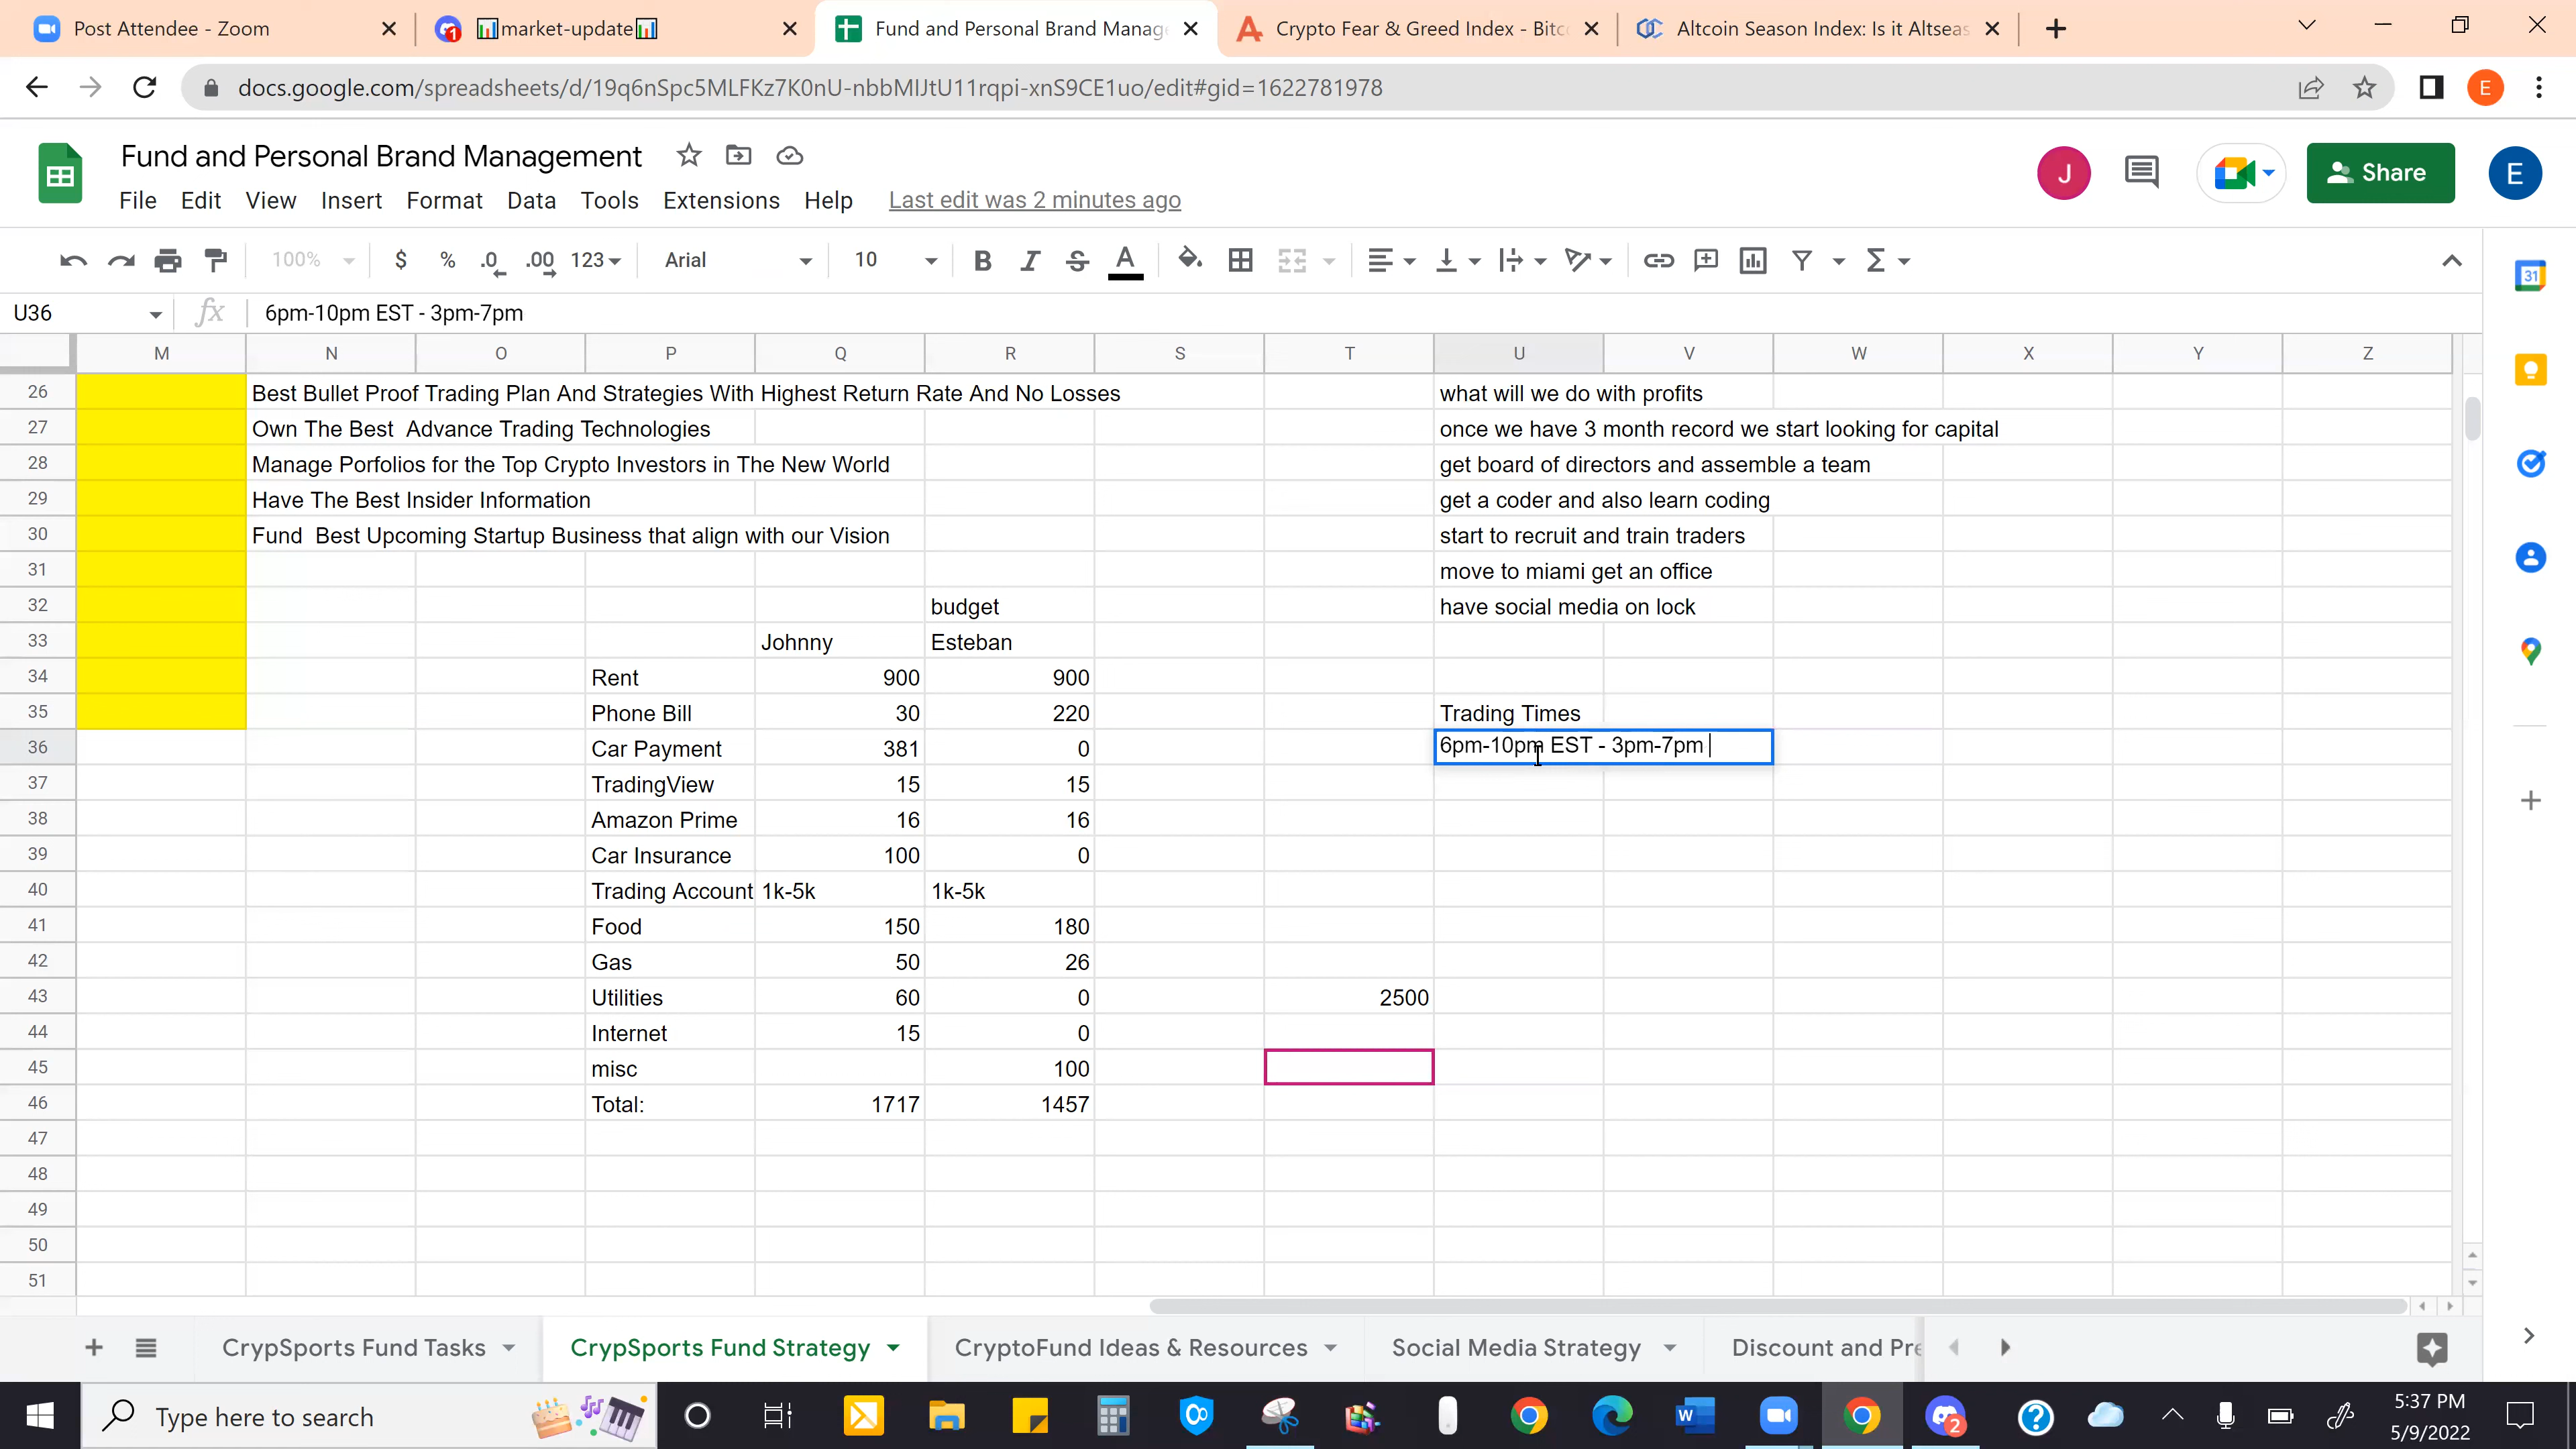 Post Attendee - Zoom
1 📊market-update📊
Fund and Personal Brand Manage
Crypto Fear & Greed Index - Bitc
Altcoin Season Index: Is it Altseas
docs.google.com/spreadsheets/d/19q6nSpc5MLFKz7K0nU-nbbMIJtU11rqpi-xnS9CE1uo/edit#gid=1622781978
E
Fund and Personal Brand Management
File Edit View Insert Format Data Tools Extensions Help Last edit was 2 minutes ago
J Share E
100% $ % .0 .00 123 Arial 10 B I S A
31
U36 fx 6pm-10pm EST - 3pm-7pm
M N O P Q R S T U V W X Y Z
26 Best Bullet Proof Trading Plan And Strategies With Highest Return Rate And No Losses what will we do with profits
27 Own The Best  Advance Trading Technologies once we have 3 month record we start looking for capital
28 Manage Porfolios for the Top Crypto Investors in The New World get board of directors and assemble a team
29 Have The Best Insider Information get a coder and also learn coding
30 Fund  Best Upcoming Startup Business that align with our Vision start to recruit and train traders
31 move to miami get an office
32 budget have social media on lock
33 Johnny Esteban
34 Rent 900 900
35 Phone Bill 30 220 Trading Times
36 Car Payment 381 0 6pm-10pm EST - 3pm-7pm
37 TradingView 15 15
38 Amazon Prime 16 16
39 Car Insurance 100 0
40 Trading Account 1k-5k 1k-5k
41 Food 150 180
42 Gas 50 26
43 Utilities 60 0 2500
44 Internet 15 0
45 misc 100
46 Total: 1717 1457
47
48
49
50
51
CrypSports Fund Tasks CrypSports Fund Strategy CryptoFund Ideas & Resources Social Media Strategy Discount and Pre
Type here to search
2
5:37 PM
5/9/2022